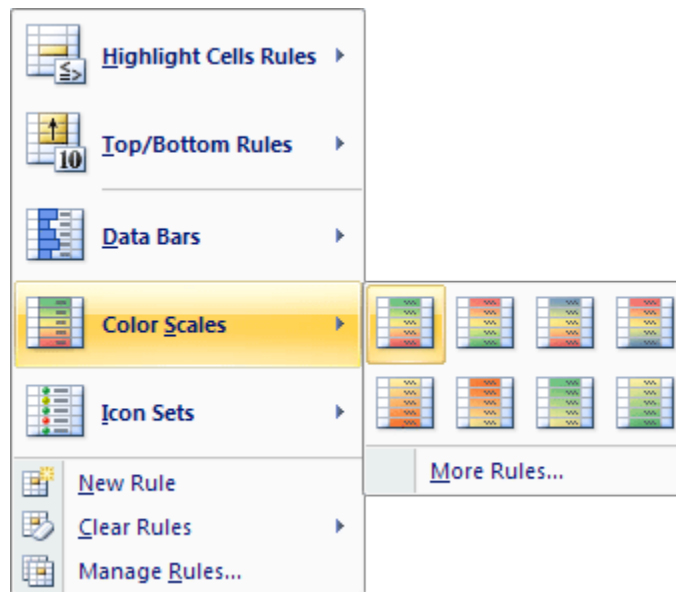 Highlight Cells Rules
Top/Bottom Rules
10
Data Bars
Color Scales
Icon Sets
New Rule
Clear Rules
Manage Rules...
More Rules...